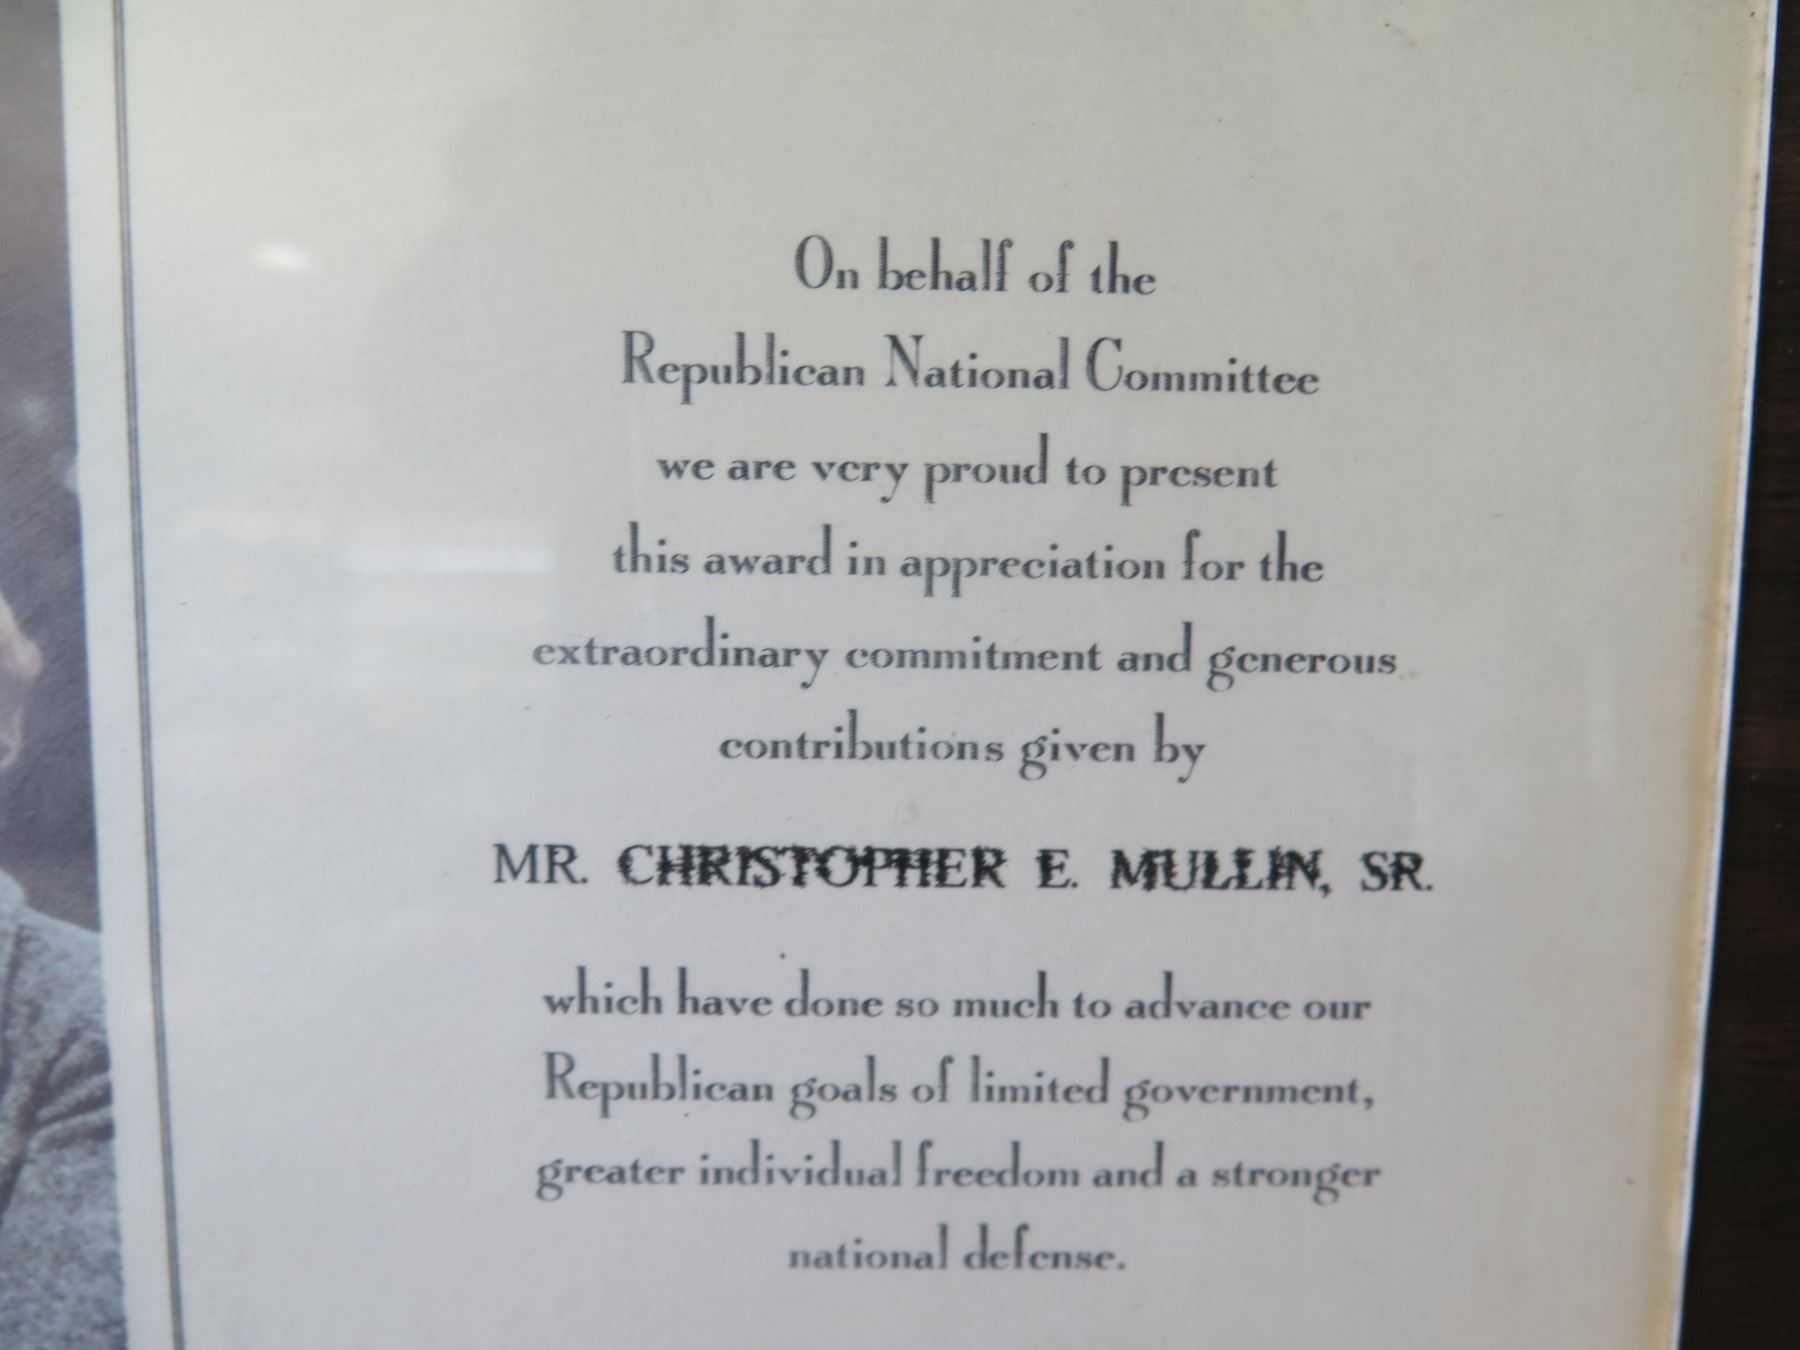 On behalf of the
Republican National Committee
we are very proud to present
this award in appreciation for the
extraordinary commitment and generous
contributions given by
MR. CHRISTOPHER E. MULLIN, SR.
which have done so much to advance our
Republican goals of limited government,
greater individual freedom and a stronger
national defense.